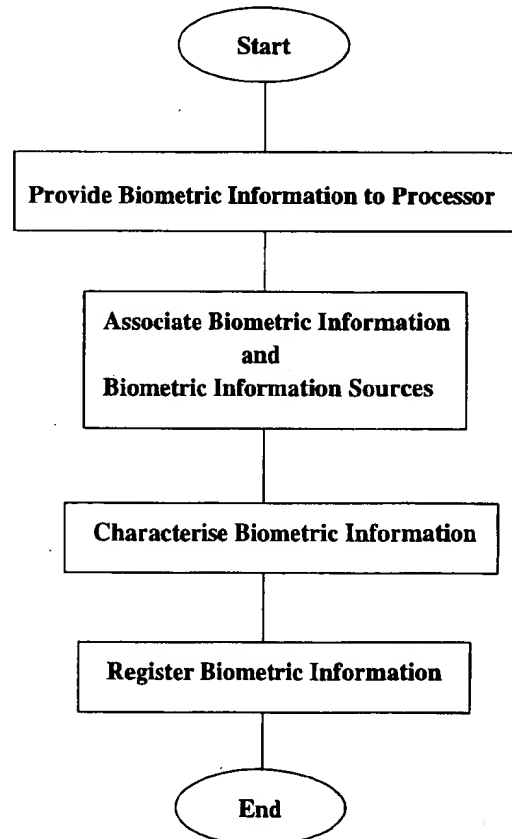 Start
Provide Biometric Information to Processor
Associate Biometric Information
and
Biometric Information Sources
Characterise Biometric Information
Register Biometric Information
End